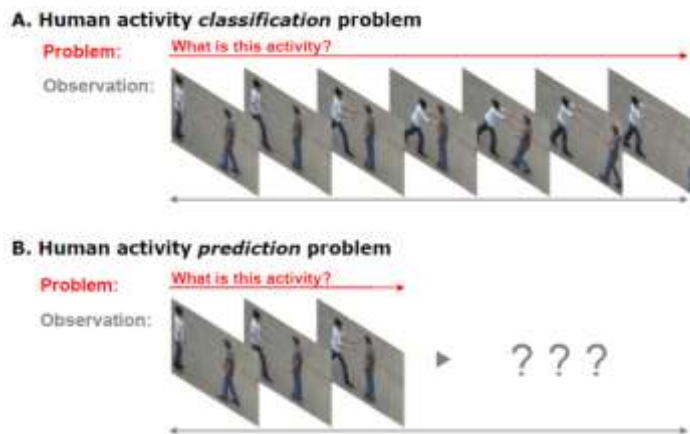 A. Human activity classification problem
Problem: What is this activity?
Observation:
B. Human activity prediction problem
Problem: What is this activity?
Observation:
? ? ?